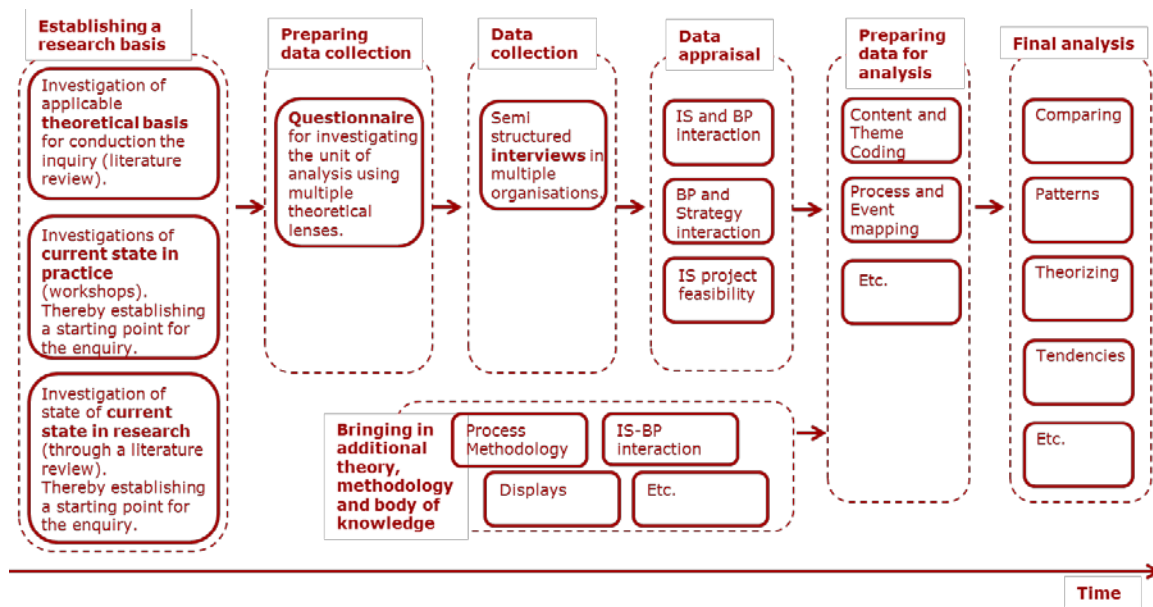 Establishing a
research basis
Investigation of
applicable
theoretical basis
for conduction the
inquiry (literature
review).
Investigations of
current state in
practice
(workshops).
Thereby establishing
a starting point for
the enquiry.
Investigation of
state of current
state in research
(through a literature
review).
Thereby establishing
a starting point for
the enquiry.
Preparing
data collection
Questionnaire
for investigating
the unit of
analysis using
multiple
theoretical
lenses.
Data
collection
Semi
structured
interviews in
multiple
organisations.
Data
appraisal
IS and BP
interaction
BP and
Strategy
interaction
IS project
feasibility
Bringing in
additional
theory,
methodology
and body of
knowledge
Process
Methodology
IS-BP
interaction
Displays
Etc.
Preparing
data for
analysis
Content and
Theme
Coding
Process and
Event
mapping
Etc.
Final analysis
Comparing
Patterns
Theorizing
Tendencies
Etc.
Time